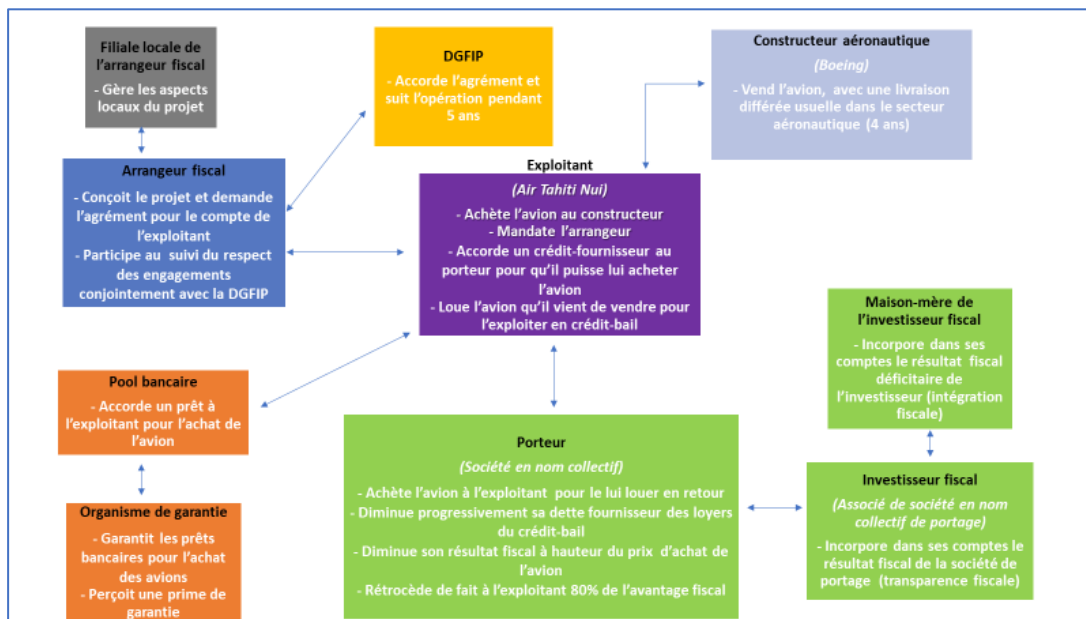 Filiale locale de
l'arrangeur fiscal
- Gère les aspects
locaux du projet
DGFIP
- Accorde l'agrément et
suit l'opération pendant
5 ans
Constructeur aéronautique
(Boeing)
- Vend l'avion, avec une livraison
différée usuelle dans le secteur
aéronautique (4 ans)
Arrangeur fiscal
- Conçoit le projet et demande
l'agrément pour le compte de
l'exploitant
- Participe au suivi du respect
des engagements
conjointement avec la DGFIP
Exploitant
(Air Tahiti Nui)
- Achète l'avion au constructeur
- Mandate l'arrangeur
- Accorde un crédit-fournisseur au
porteur pour qu'il puisse lui acheter
l'avion
- Loue l'avion qu'il vient de vendre pour
l'exploiter en crédit-bail
Maison-mère de
l'investisseur fiscal
- Incorpore dans ses
comptes le résultat fiscal
déficitaire de
l'investisseur (intégration
fiscale)
Pool bancaire
- Accorde un prêt à
l'exploitant pour l'achat de
l'avion
Porteur
(Société en nom collectif)
- Achète l'avion à l'exploitant pour le lui louer en retour
- Diminue progressivement sa dette fournisseur des loyers
du crédit-bail
- Diminue son résultat fiscal à hauteur du prix d'achat de
l'avion
- Rétrocède de fait à l'exploitant 80% de l'avantage fiscal
Investisseur fiscal
(Associé de société en nom
collectif de portage)
- Incorpore dans ses comptes le
résultat fiscal de la société de
portage (transparence fiscale)
Organisme de garantie
- Garantit les prêts
bancaires pour l'achat
des avions
- Perçoit une prime de
garantie